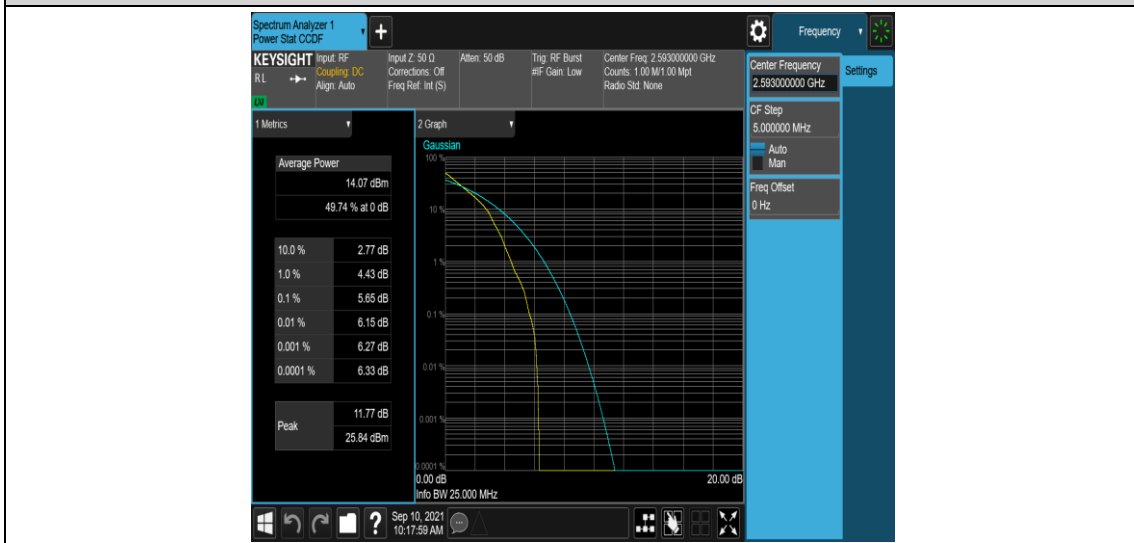 Spectrum Analyzer 1
Power Stat CCDF
+
Frequency
KEYSIGHT
RL
Input: RF
Coupling: DC
Align: Auto
Input Z: 50 Ω
Corrections: Off
Freq Ref: Int (S)
Atten: 50 dB
Trig: RF Burst
#IF Gain: Low
Center Freq: 2.593000000 GHz
Counts: 1.00 M/1.00 Mpt
Radio Std: None
Center Frequency
2.593000000 GHz
Settings
CF Step
5.000000 MHz
Auto
Man
Freq Offset
0 Hz
1 Metrics
Average Power
14.07 dBm
49.74 % at 0 dB
10.0 % 2.77 dB
1.0 % 4.43 dB
0.1 % 5.65 dB
0.01 % 6.15 dB
0.001 % 6.27 dB
0.0001 % 6.33 dB
Peak
11.77 dB
25.84 dBm
2 Graph
Gaussian
100 %
10 %
1 %
0.1 %
0.01 %
0.001 %
0.0001 %
0.00 dB
20.00 dB
Info BW 25.000 MHz
?
Sep 10, 2021
10:17:59 AM